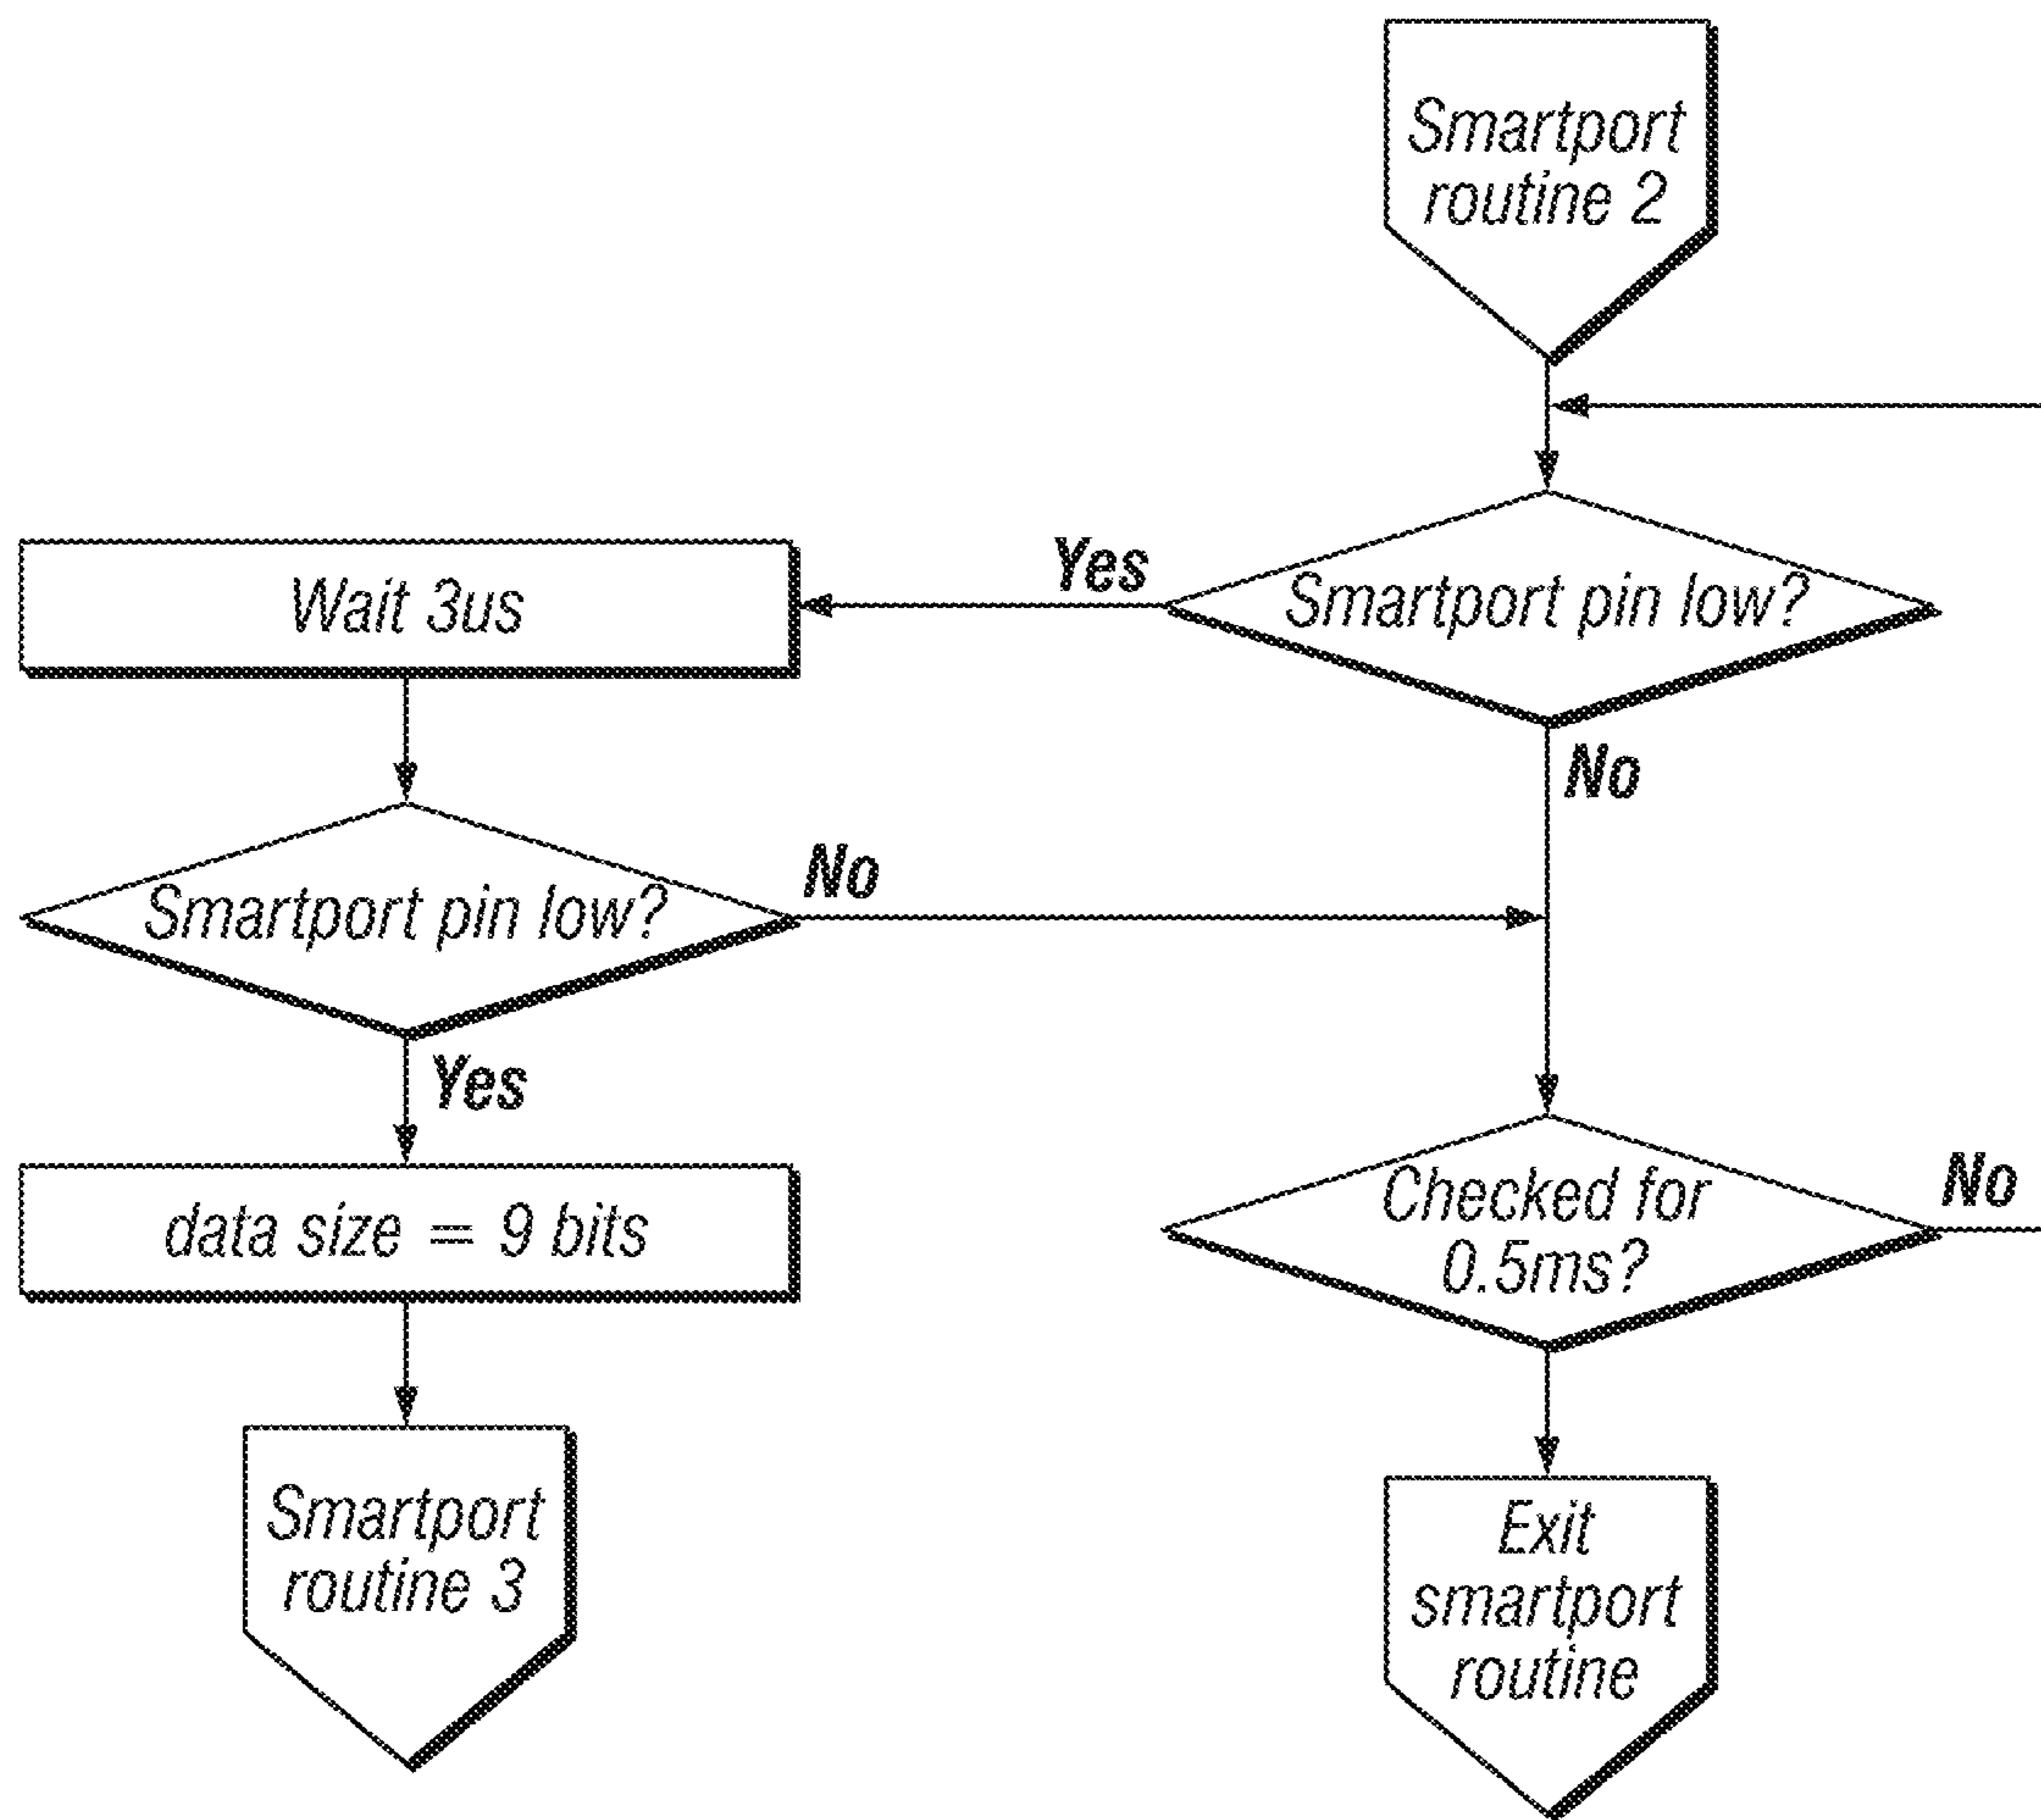 Smartport
routine 2
Yes
Wait 3us
Smartport pin low?
No
Smartport pin low?
No
Yes
data size = 9 bits
Checked for
0.5ms?
No
Smartport
routine 3
Exit
smartport
routine